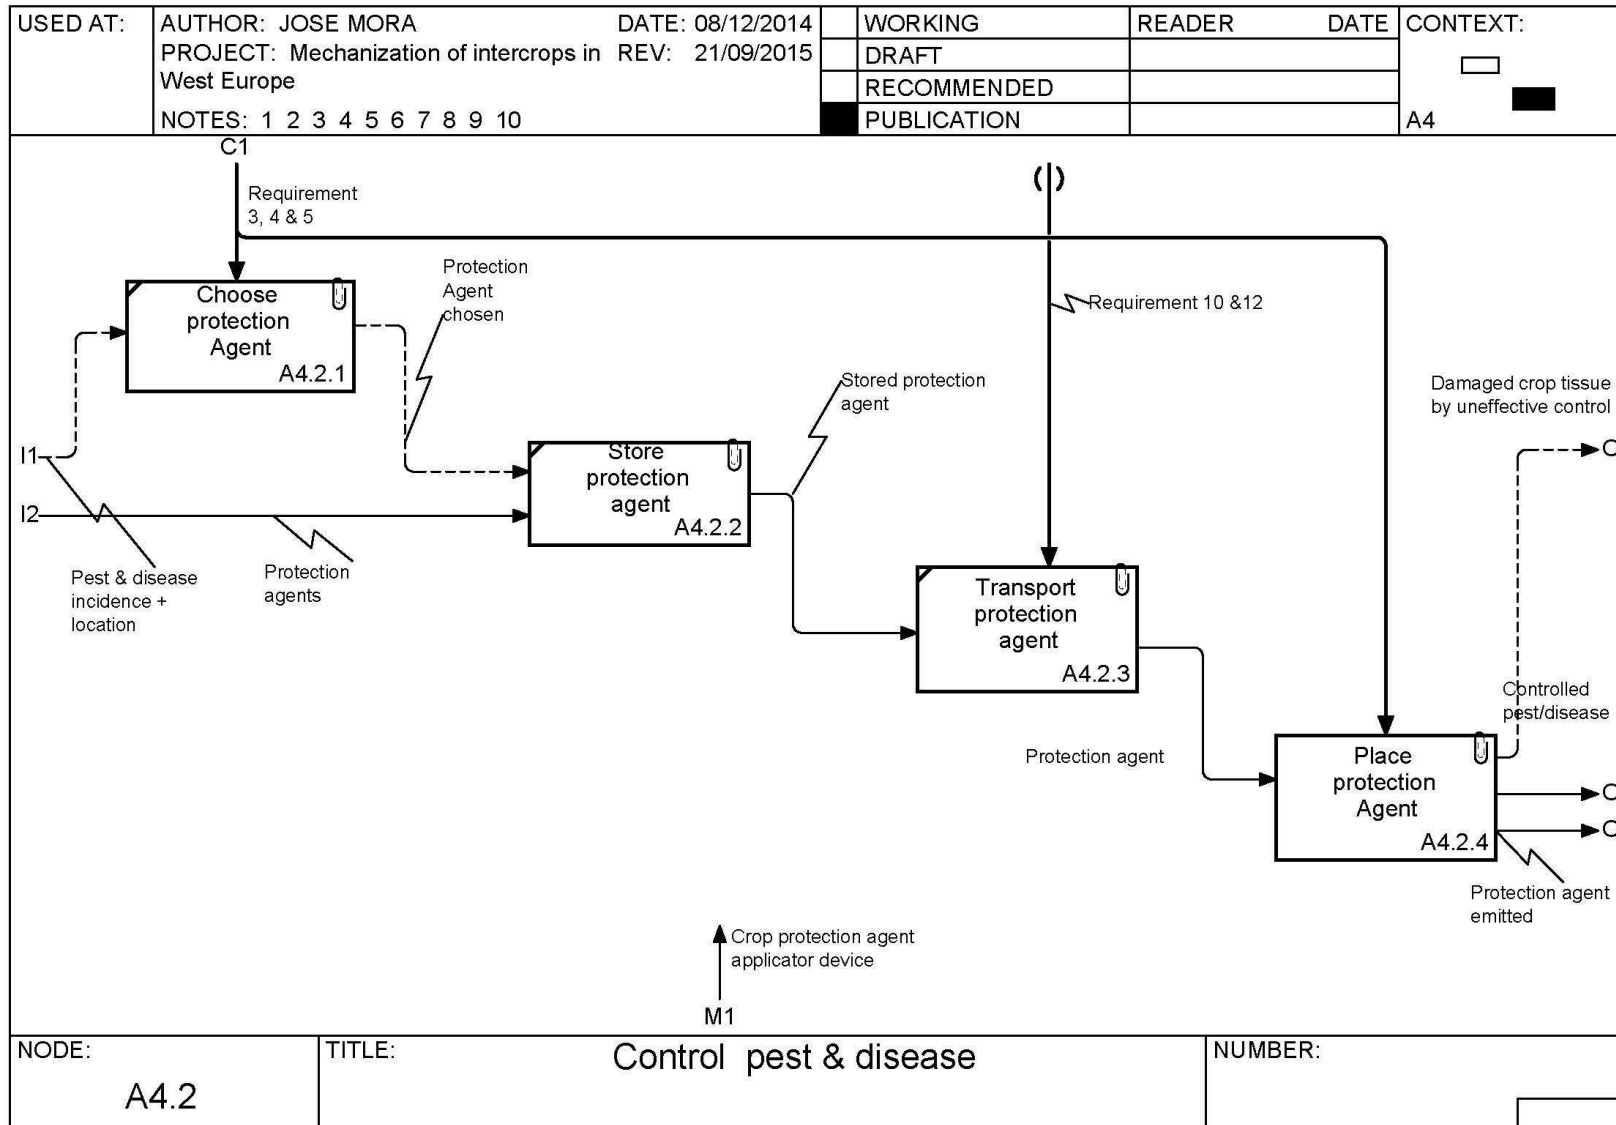 USED AT:
AUTHOR: JOSE MORA
DATE: 08/12/2014
PROJECT: Mechanization of intercrops in
REV: 21/09/2015
West Europe
NOTES: 1 2 3 4 5 6 7 8 9 10
WORKING
DRAFT
RECOMMENDED
PUBLICATION
READER
DATE
CONTEXT:
A4
C1
Requirement
3, 4 & 5
( )
Protection
Agent
chosen
Choose
protection
Agent
A4.2.1
Requirement 10 &12
Stored protection
agent
Damaged crop tissue
by uneffective control
I1
Store
protection
agent
A4.2.2
I2
Pest & disease
incidence +
location
Protection
agents
Transport
protection
agent
A4.2.3
Controlled
pest/disease
Protection agent
Place
protection
Agent
A4.2.4
Protection agent
emitted
Crop protection agent
applicator device
M1
NODE:
A4.2
TITLE:
Control pest & disease
NUMBER: